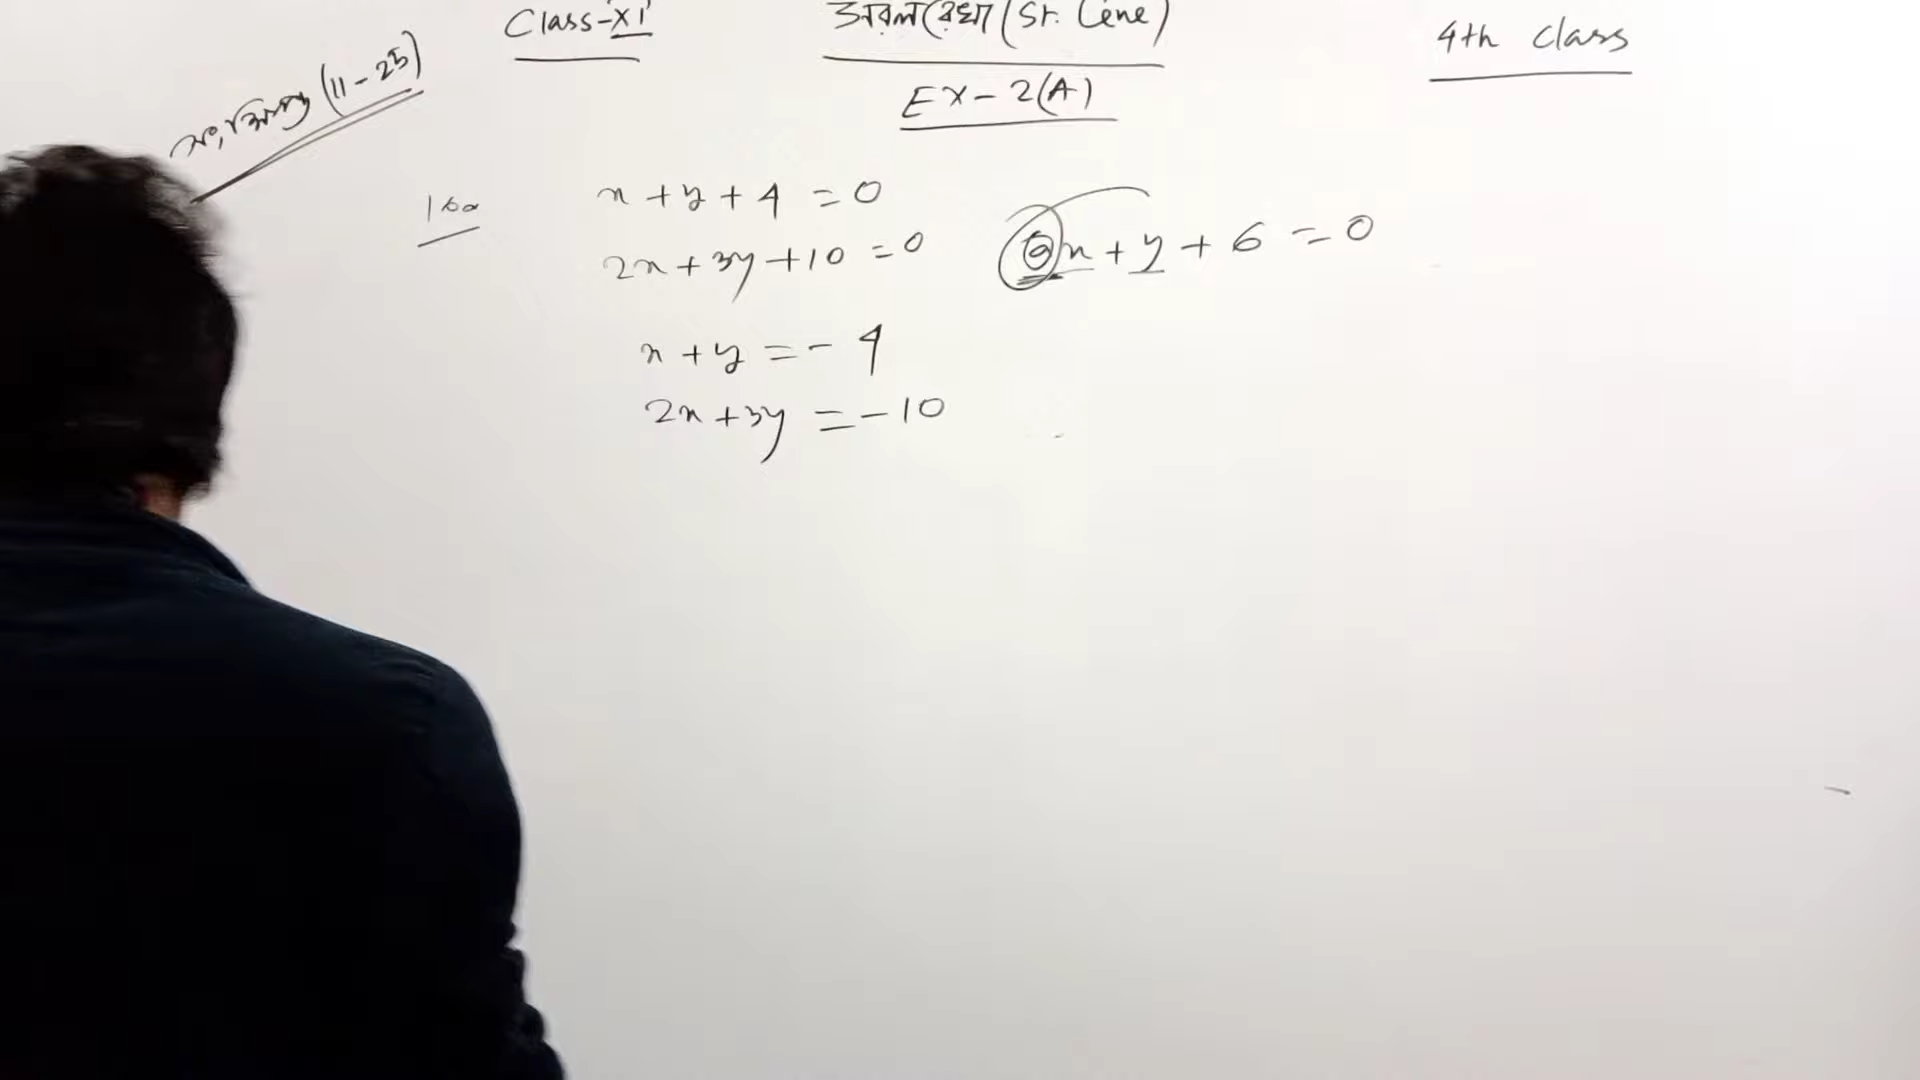 Class-XI
সরলরেখা (St. Line)
4th class
EX-2(A)
(11-25)
x+y+4=0
2x+3y+10=0
x+y+6=0
x+y=-4
2x+3y=-10